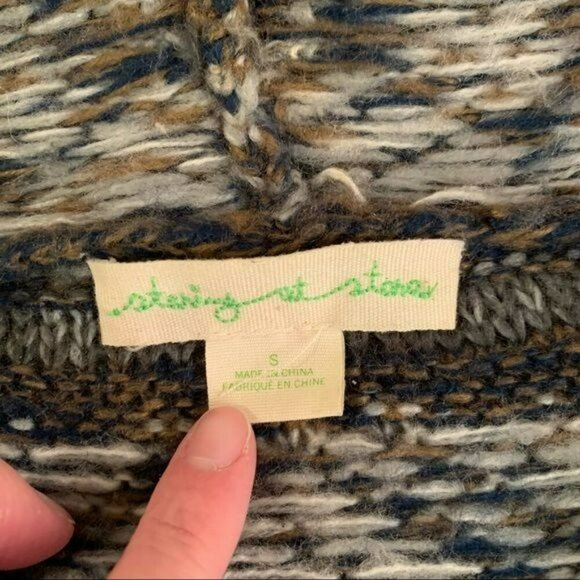 staring at stars
S
MADE IN CHINA
FABRIQUÉ EN CHINE